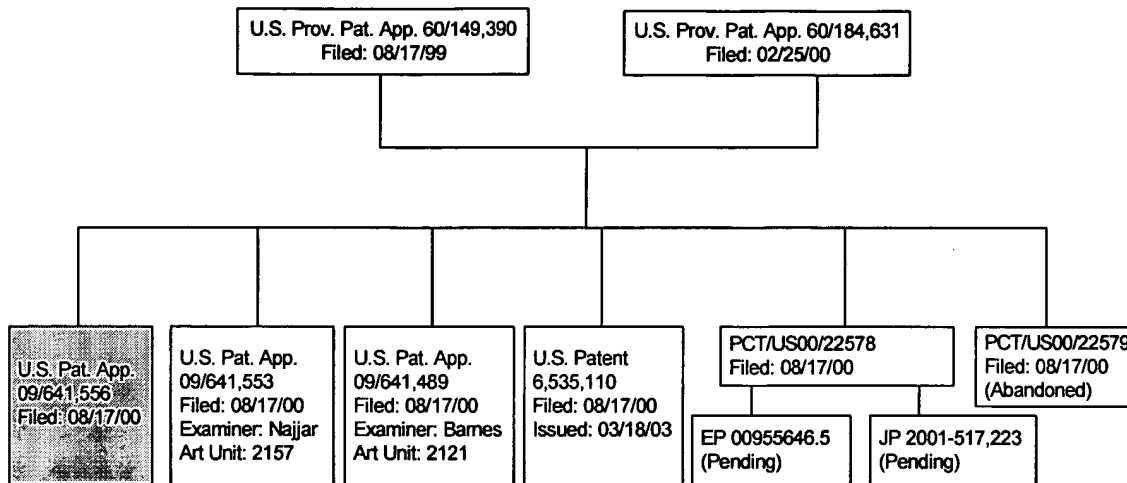 U.S. Prov. Pat. App. 60/149,390
Filed: 08/17/99
U.S. Prov. Pat. App. 60/184,631
Filed: 02/25/00
U.S. Pat. App.
09/641,556
Filed: 08/17/00
U.S. Pat. App.
09/641,553
Filed: 08/17/00
Examiner: Najjar
Art Unit: 2157
U.S. Pat. App.
09/641,489
Filed: 08/17/00
Examiner: Barnes
Art Unit: 2121
U.S. Patent
6,535,110
Filed: 08/17/00
Issued: 03/18/03
PCT/US00/22578
Filed: 08/17/00
EP 00955646.5
(Pending)
JP 2001-517,223
(Pending)
PCT/US00/22579
Filed: 08/17/00
(Abandoned)